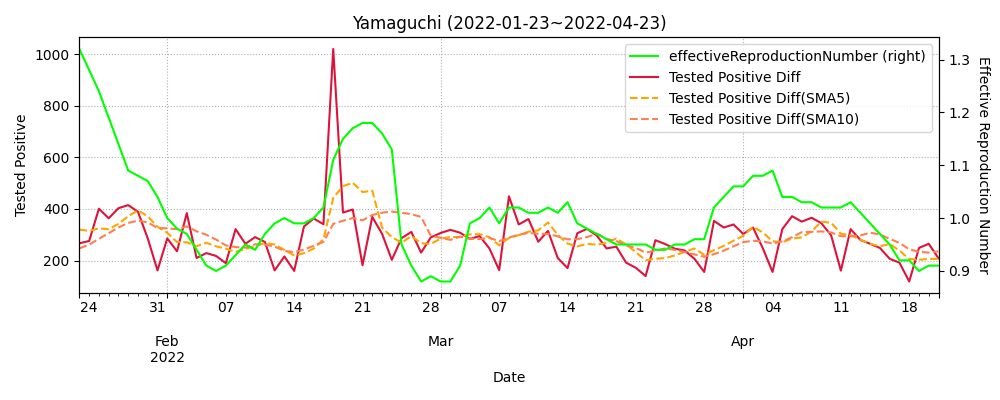 Yamaguchi (2022-01-23~2022-04-23)
effectiveReproductionNumber (right)
Tested Positive Diff
Tested Positive Diff(SMA5)
Tested Positive Diff(SMA10)
Tested Positive
1000
800
600
400
200
1.3
1.2
1.1
1.0
0.9
Effective Reproduction Number
24 31 07 14 21 28 07 14 21 28 04 11 18
Feb Mar Apr
2022
Date